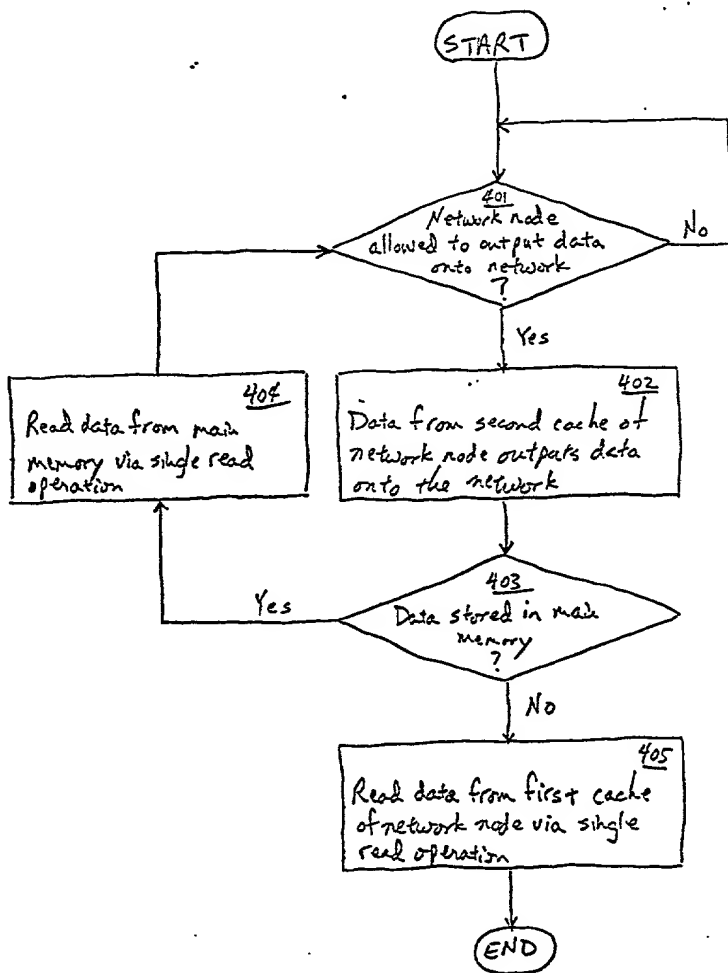 START
401
Network node
allowed to output data
onto network
?
No
Yes
402
Data from second cache of
network node outputs data
onto the network
404
Read data from main
memory via single read
operation
403
Data stored in main
memory
?
Yes
No
405
Read data from first cache
of network node via single
read operation
END